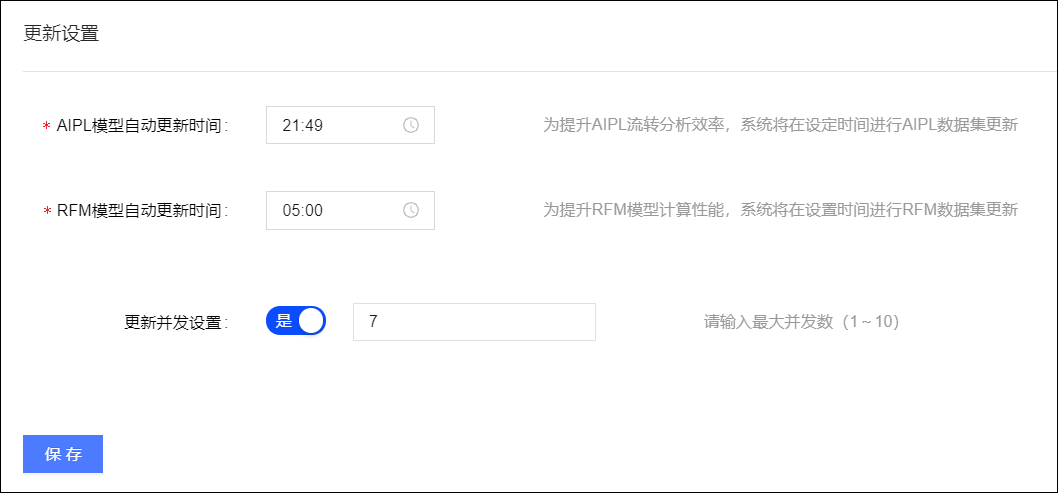 更新设置
* AIPL模型自动更新时间: 21:49 为提升AIPL流转分析效率，系统将在设定时间进行AIPL数据集更新
* RFM模型自动更新时间: 05:00 为提升RFM模型计算性能，系统将在设置时间进行RFM数据集更新
更新并发设置: 是 7 请输入最大并发数（1～10）
保 存